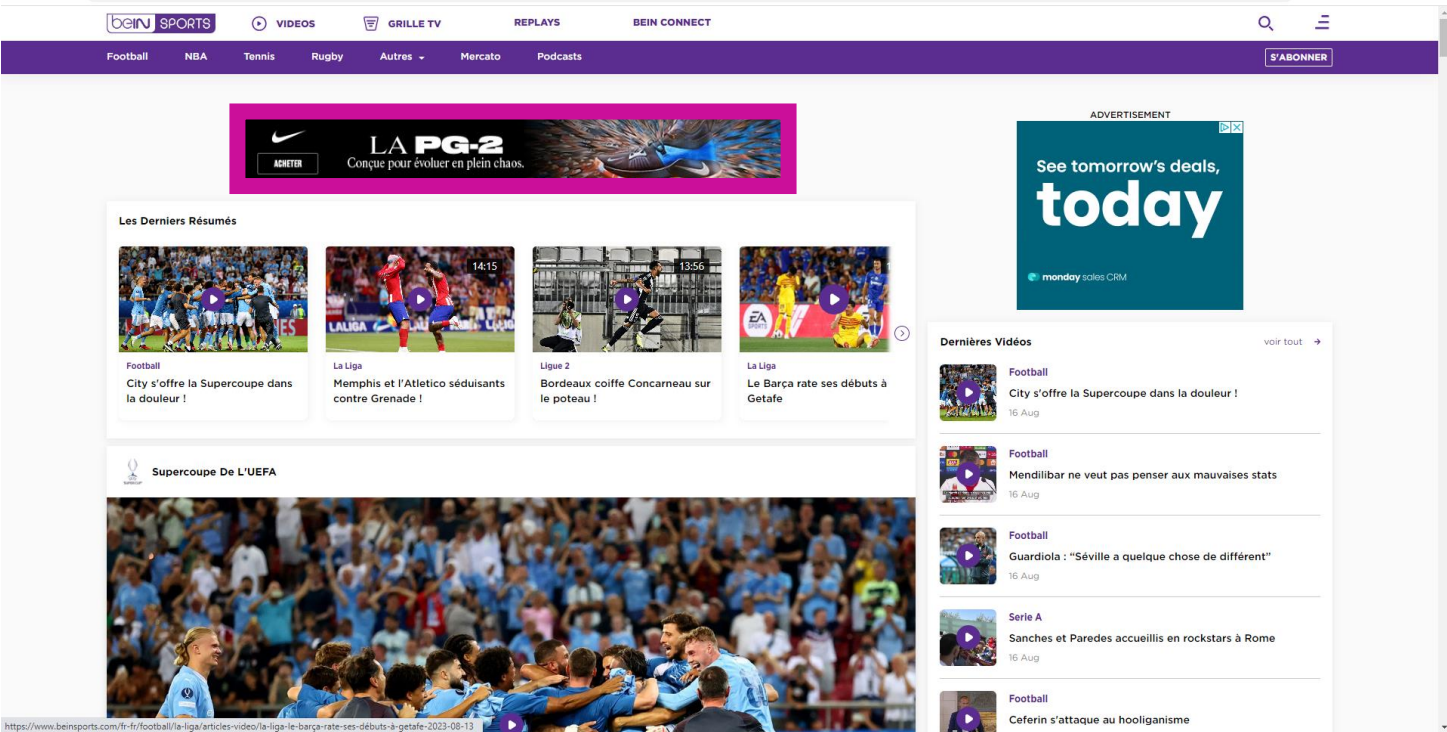 beIN SPORTS
VIDEOS
GRILLE TV
REPLAYS
BEIN CONNECT
Football
NBA
Tennis
Rugby
Autres
Mercato
Podcasts
S'ABONNER
ACHETER
LA PG-2
Conçue pour évoluer en plein chaos.
ADVERTISEMENT
See tomorrow's deals,
today
monday sales CRM
Les Derniers Résumés
14:15
13:56
LALIGA
EA
SPORTS
Football
City s'offre la Supercoupe dans
la douleur !
La Liga
Memphis et l'Atletico séduisants
contre Grenade !
Ligue 2
Bordeaux coiffe Concarneau sur
le poteau !
La Liga
Le Barça rate ses débuts à
Getafe
Supercoupe De L'UEFA
Dernières Vidéos
voir tout
Football
City s'offre la Supercoupe dans la douleur !
16 Aug
Football
Mendilibar ne veut pas penser aux mauvaises stats
16 Aug
Football
Guardiola : “Séville a quelque chose de différent”
16 Aug
Serie A
Sanches et Paredes accueillis en rockstars à Rome
16 Aug
Football
Ceferin s'attaque au hooliganisme
https://www.beinsports.com/fr-fr/football/la-liga/articles-video/la-liga-le-barça-rate-ses-débuts-à-getafe-2023-08-13